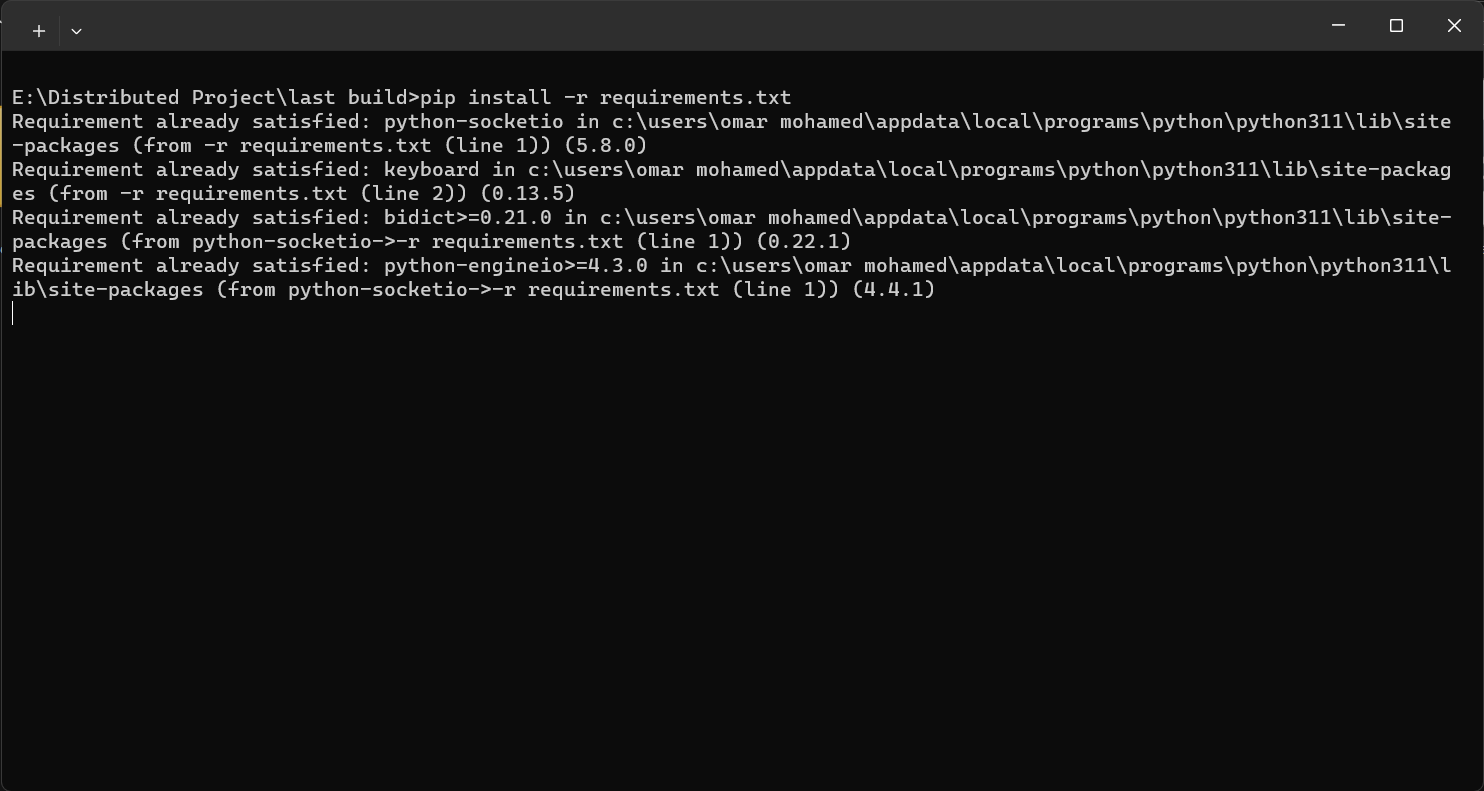 E:\Distributed Project\last build>pip install -r requirements.txt
Requirement already satisfied: python-socketio in c:\users\omar mohamed\appdata\local\programs\python\python311\lib\site
-packages (from -r requirements.txt (line 1)) (5.8.0)
Requirement already satisfied: keyboard in c:\users\omar mohamed\appdata\local\programs\python\python311\lib\site-packag
es (from -r requirements.txt (line 2)) (0.13.5)
Requirement already satisfied: bidict>=0.21.0 in c:\users\omar mohamed\appdata\local\programs\python\python311\lib\site-
packages (from python-socketio->-r requirements.txt (line 1)) (0.22.1)
Requirement already satisfied: python-engineio>=4.3.0 in c:\users\omar mohamed\appdata\local\programs\python\python311\l
ib\site-packages (from python-socketio->-r requirements.txt (line 1)) (4.4.1)